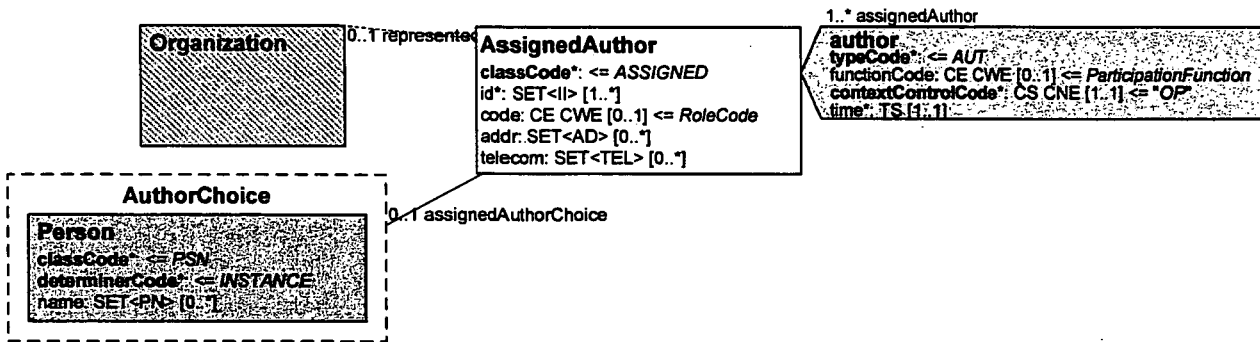 1..* assignedAuthor
Organization
0..1 represented
AssignedAuthor
classCode*: <= ASSIGNED
id*: SET<II> [1..*]
code: CE CWE [0..1] <= RoleCode
addr: SET<AD> [0..*]
telecom: SET<TEL> [0..*]
author
typeCode*: <= AUT
functionCode: CE CWE [0..1] <= ParticipationFunction
contextControlCode*: CS CNE [1..1] <= "OP"
time*: TS [1..1]
AuthorChoice
0..1 assignedAuthorChoice
Person
classCode*: <= PSN
determinerCode*: <= INSTANCE
name: SET<PN> [0..*]